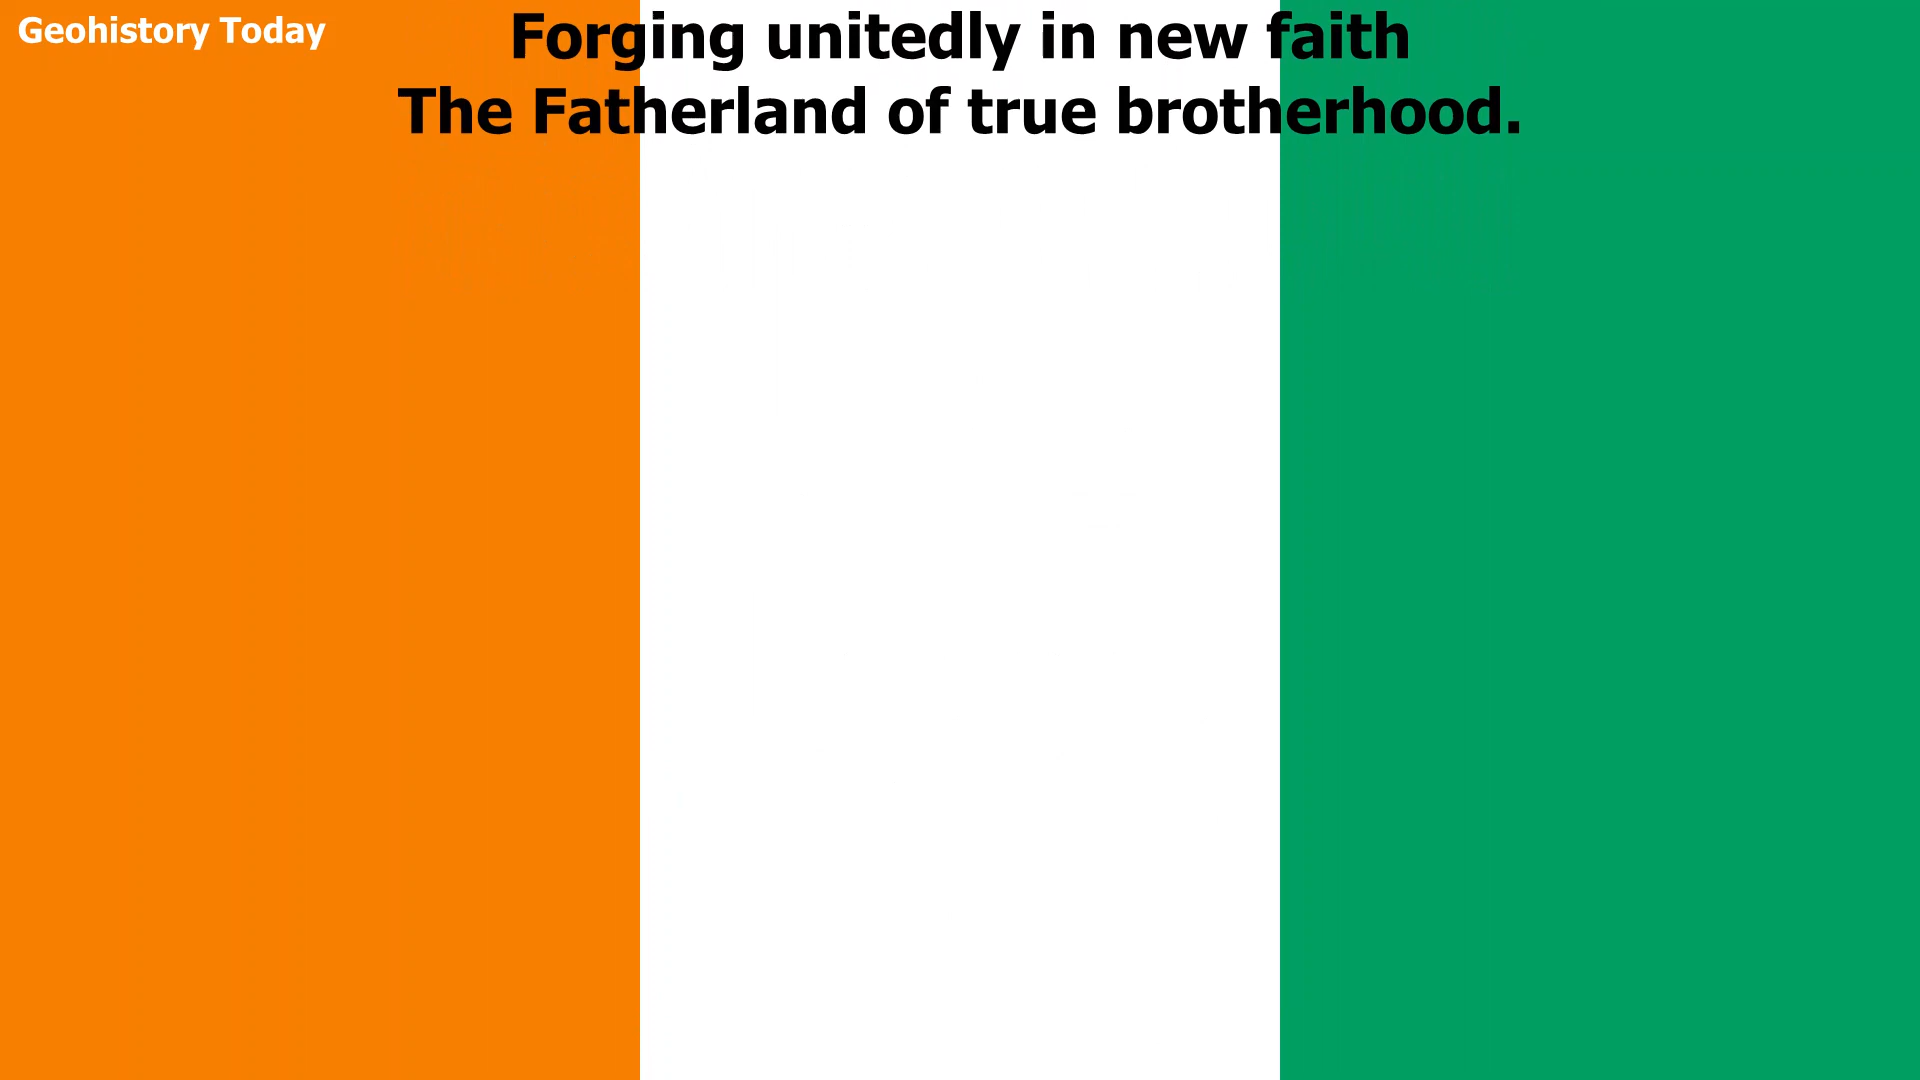 Geohistory Today
Forging unitedly in new faith
The Fatherland of true brotherhood.